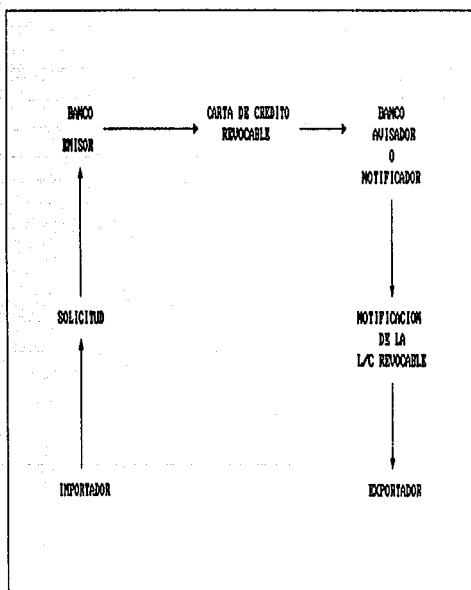 BANCO
EMISOR
CARTA DE CREDITO
REVOCABLE
BANCO
AVISADOR
O
NOTIFICADOR
SOLICITUD
NOTIFICACION
DE LA
L/C REVOCABLE
IMPORTADOR
EXPORTADOR